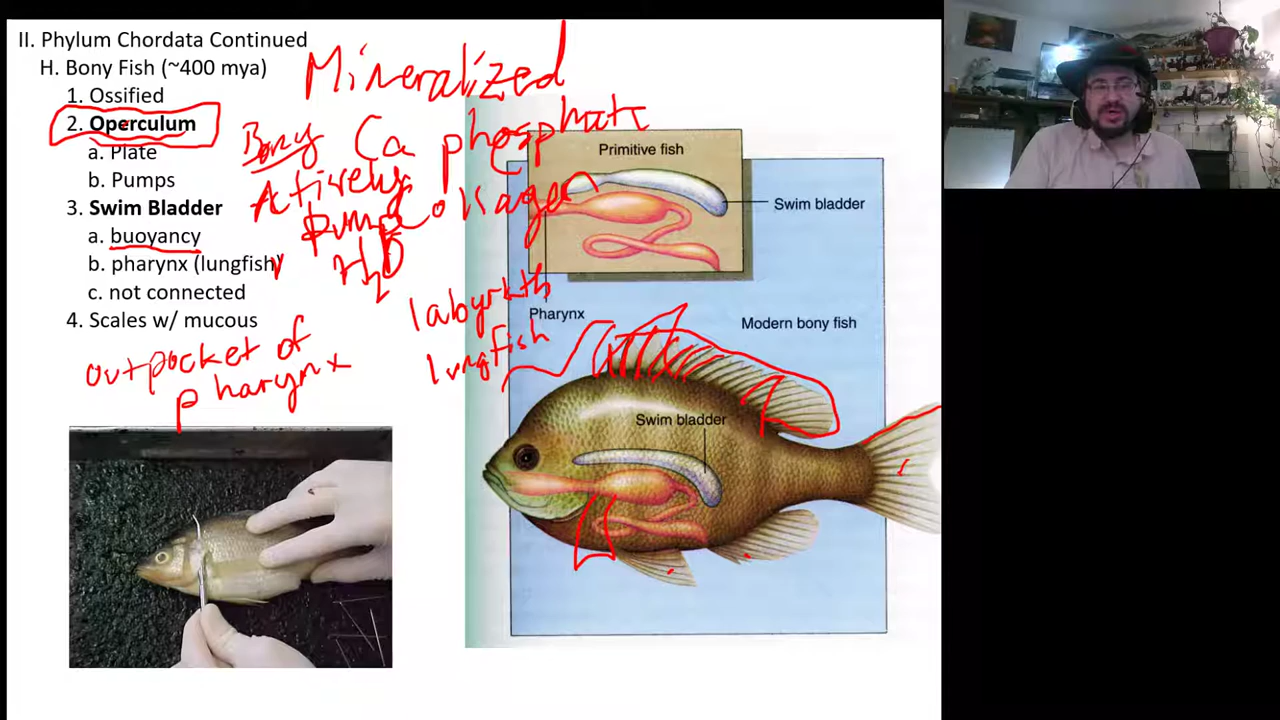 II. Phylum Chordata Continued
H. Bony Fish (~400 mya)
1. Ossified
2. Operculum
a. Plate
b. Pumps
3. Swim Bladder
a. buoyancy
b. pharynx (lungfish)
c. not connected
4. Scales w/ mucous
Mineralized
Bony Ca phosphate
Actively collagen
pump
H2O
labyrinth
lungfish
outpocket of
pharynx
Primitive fish
Swim bladder
Pharynx
Modern bony fish
Swim bladder